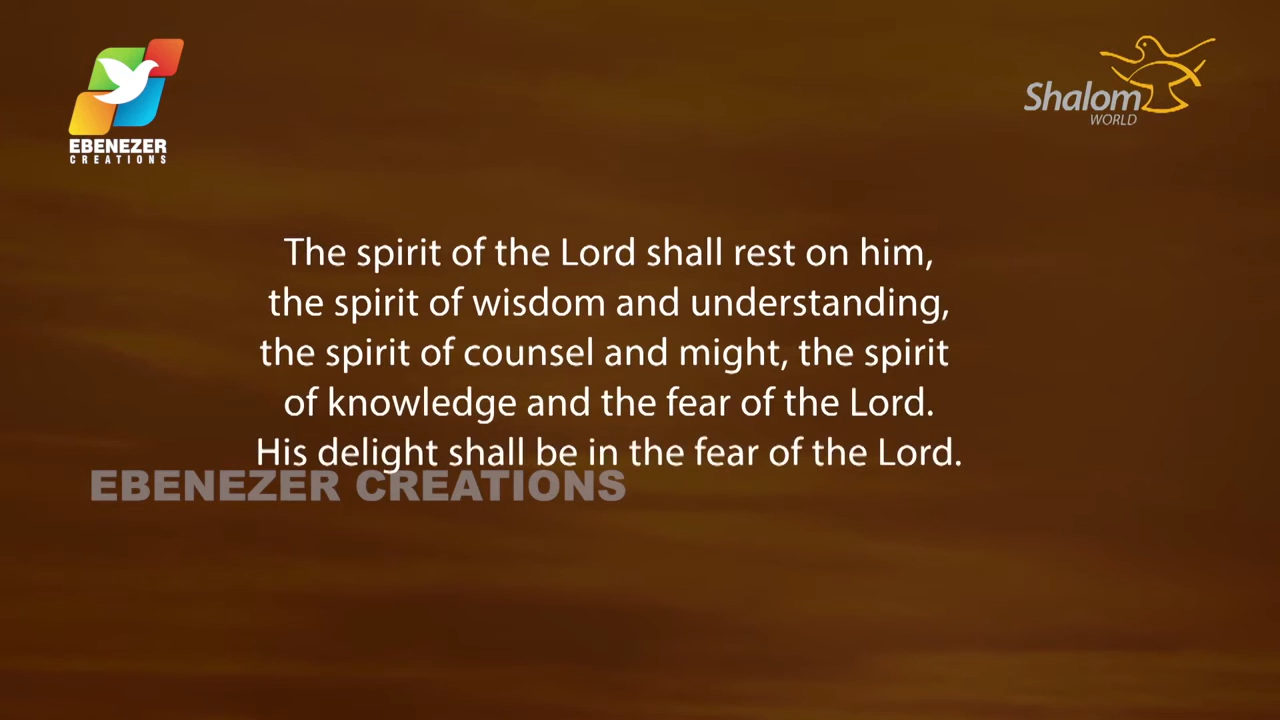 EBENEZER
CREATIONS
Shalom
WORLD
The spirit of the Lord shall rest on him,
the spirit of wisdom and understanding,
the spirit of counsel and might, the spirit
of knowledge and the fear of the Lord.
His delight shall be in the fear of the Lord.
EBENEZER CREATIONS